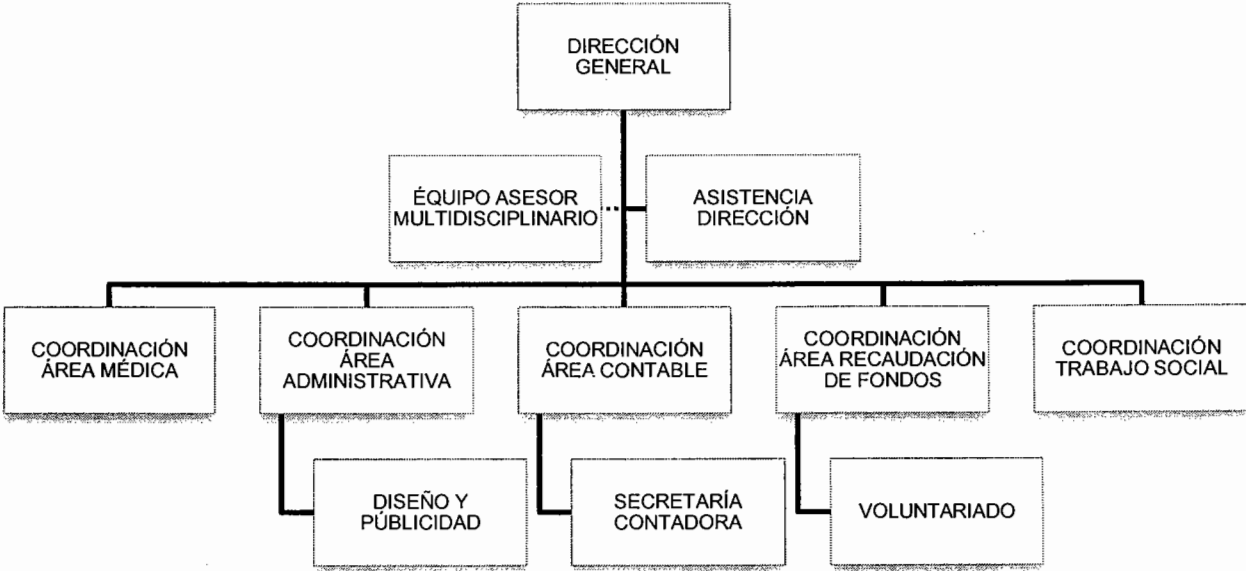 DIRECCIÓN
GENERAL
ÉQUIPO ASESOR
MULTIDISCIPLINARIO
ASISTENCIA
DIRECCIÓN
COORDINACIÓN
ÁREA MÉDICA
COORDINACIÓN
ÁREA
ADMINISTRATIVA
COORDINACIÓN
ÁREA CONTABLE
COORDINACIÓN
ÁREA RECAUDACIÓN
DE FONDOS
COORDINACIÓN
TRABAJO SOCIAL
DISEÑO Y
PÚBLICIDAD
SECRETARÍA
CONTADORA
VOLUNTARIADO